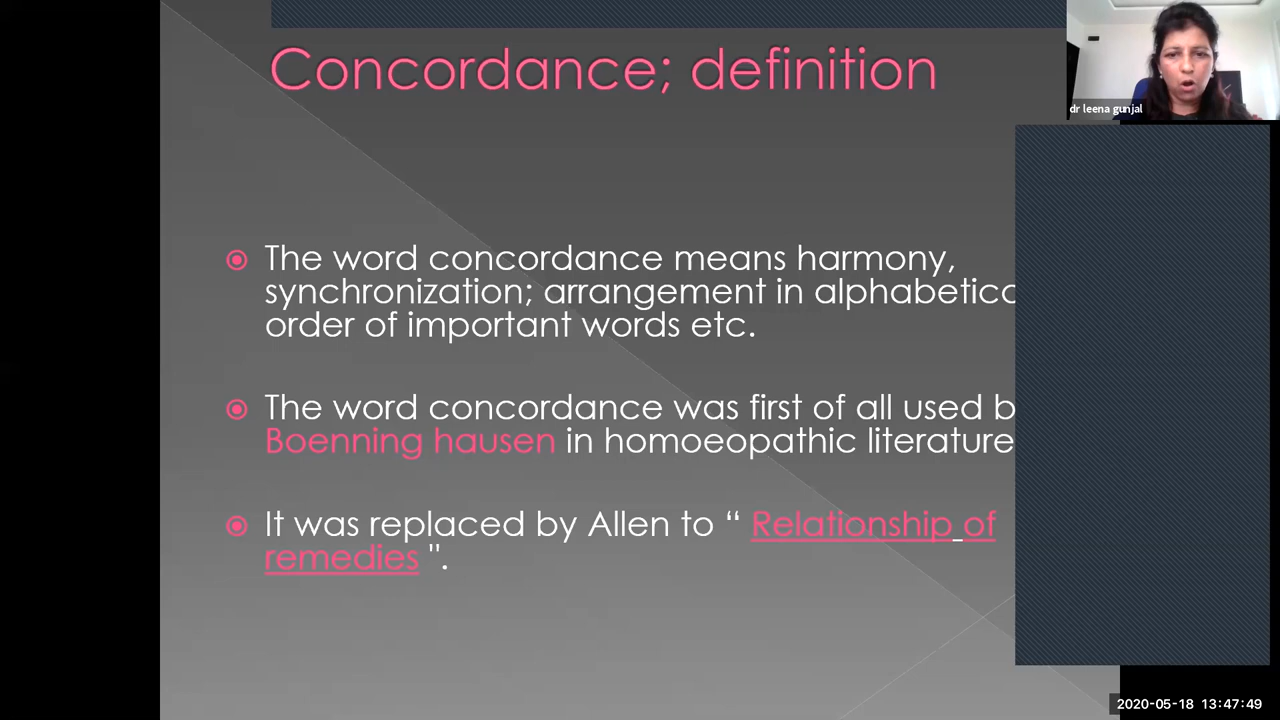 Concordance; definition
dr leena gunjal
The word concordance means harmony,
synchronization; arrangement in alphabetic
order of important words etc.
The word concordance was first of all used b
Boenning hausen in homoeopathic literature
It was replaced by Allen to “ Relationship of
remedies ".
2020-05-18 13:47:49